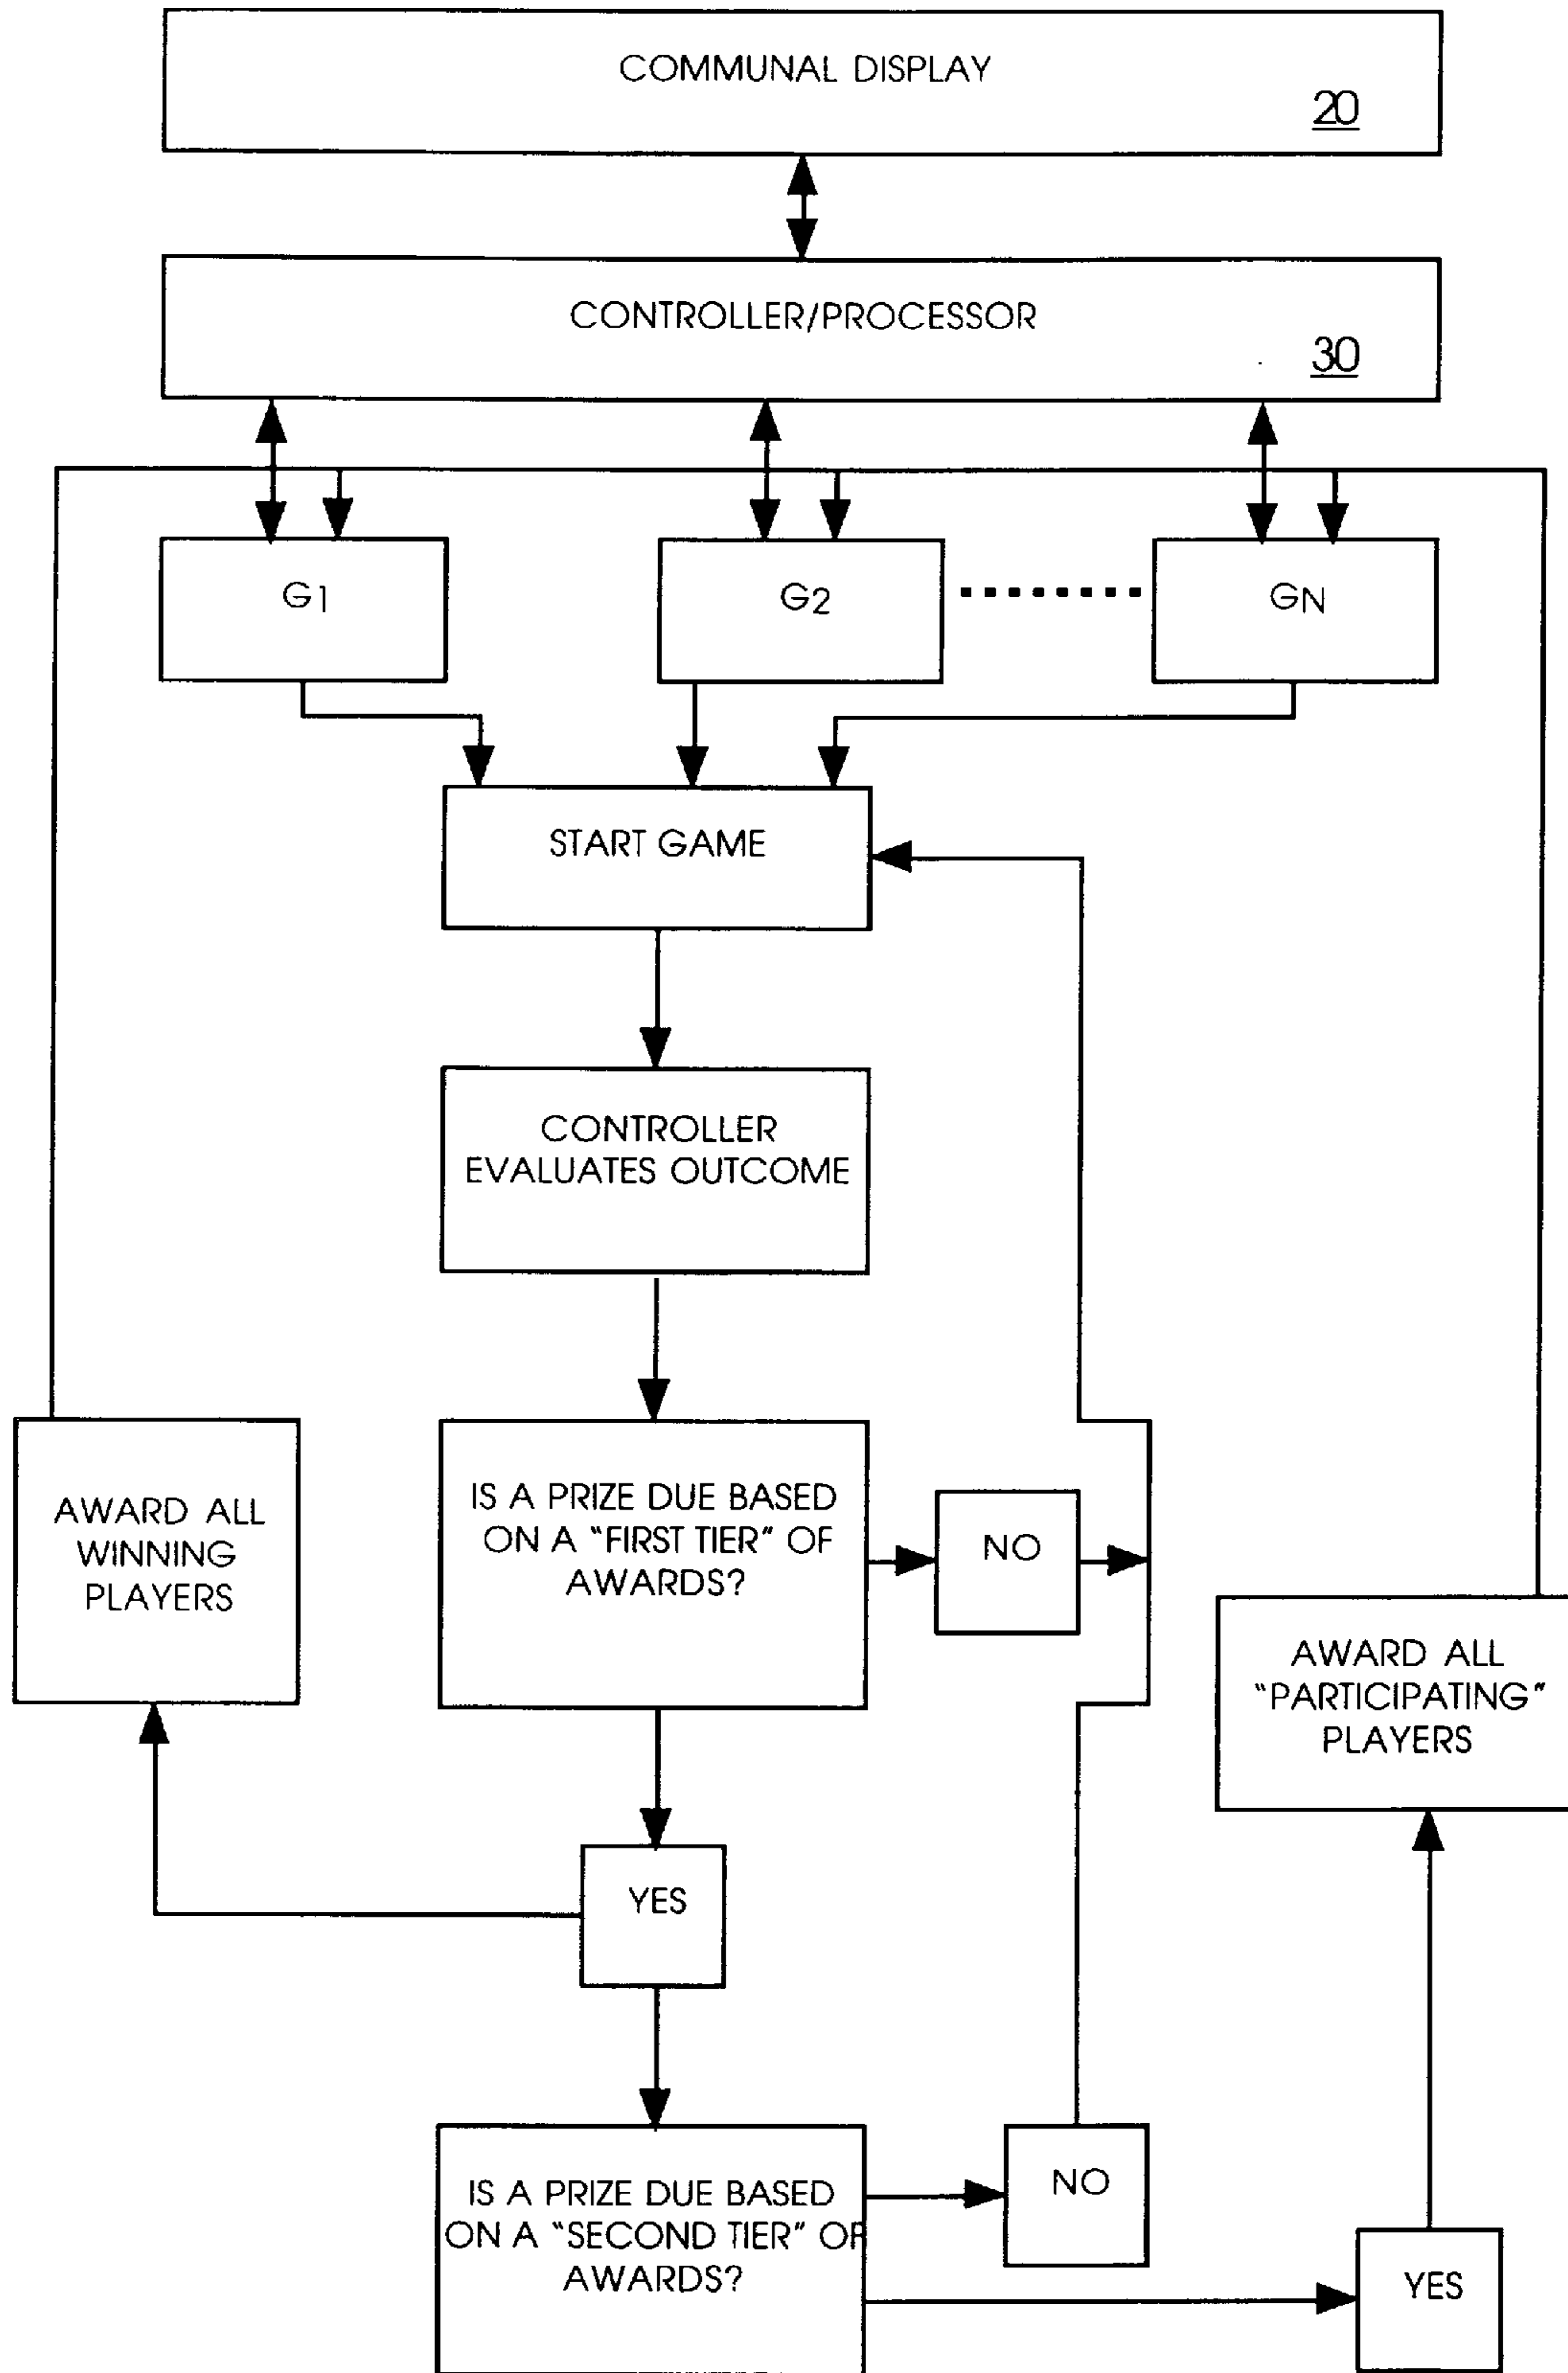 COMMUNAL DISPLAY
20
CONTROLLER/PROCESSOR
30
G1
G2
GN
START GAME
CONTROLLER
EVALUATES OUTCOME
AWARD ALL
WINNING
PLAYERS
IS A PRIZE DUE BASED
ON A "FIRST TIER" OF
AWARDS?
NO
AWARD ALL
"PARTICIPATING"
PLAYERS
YES
IS A PRIZE DUE BASED
ON A "SECOND TIER" OF
AWARDS?
NO
YES